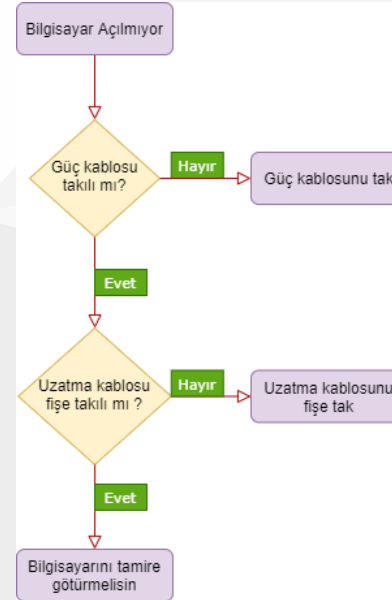 Bilgisayar Açılmıyor
Güç kablosu
takılı mı?
Hayır
Güç kablosunu tak
Evet
Uzatma kablosu
fişe takılı mı ?
Hayır
Uzatma kablosunu
fişe tak
Evet
Bilgisayarını tamire
götürmelisin